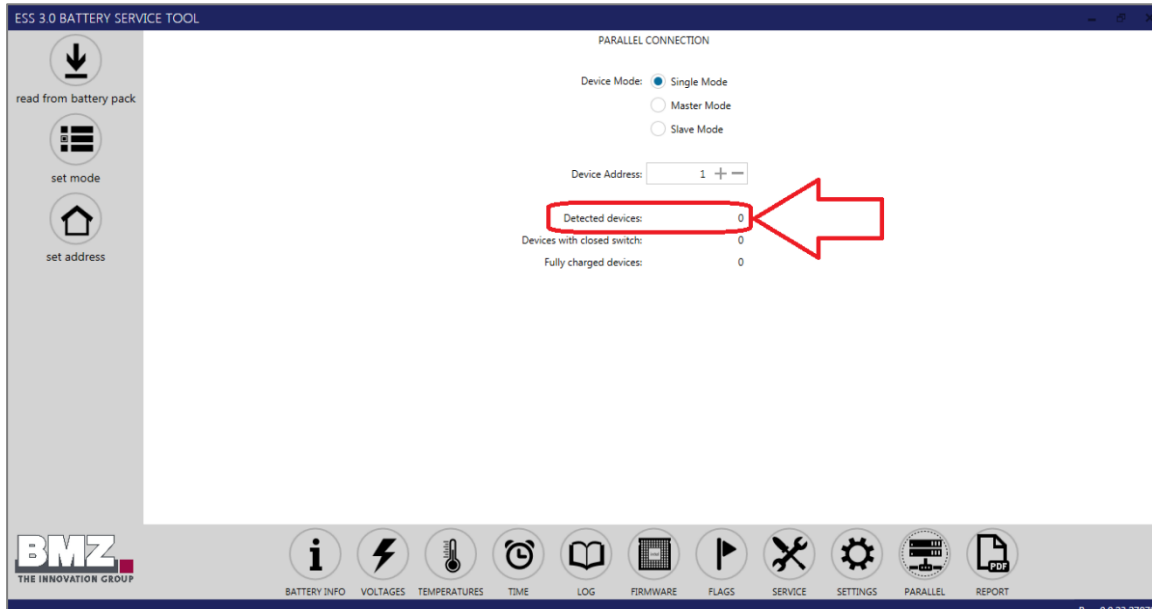 ESS 3.0 BATTERY SERVICE TOOL
PARALLEL CONNECTION
read from battery pack
set mode
set address
Device Mode: Single Mode
Master Mode
Slave Mode
Device Address: 1
Detected devices: 0
Devices with closed switch: 0
Fully charged devices: 0
BMZ
THE INNOVATION GROUP
PDF
BATTERY INFO VOLTAGES TEMPERATURES TIME LOG FIRMWARE FLAGS SERVICE SETTINGS PARALLEL REPORT